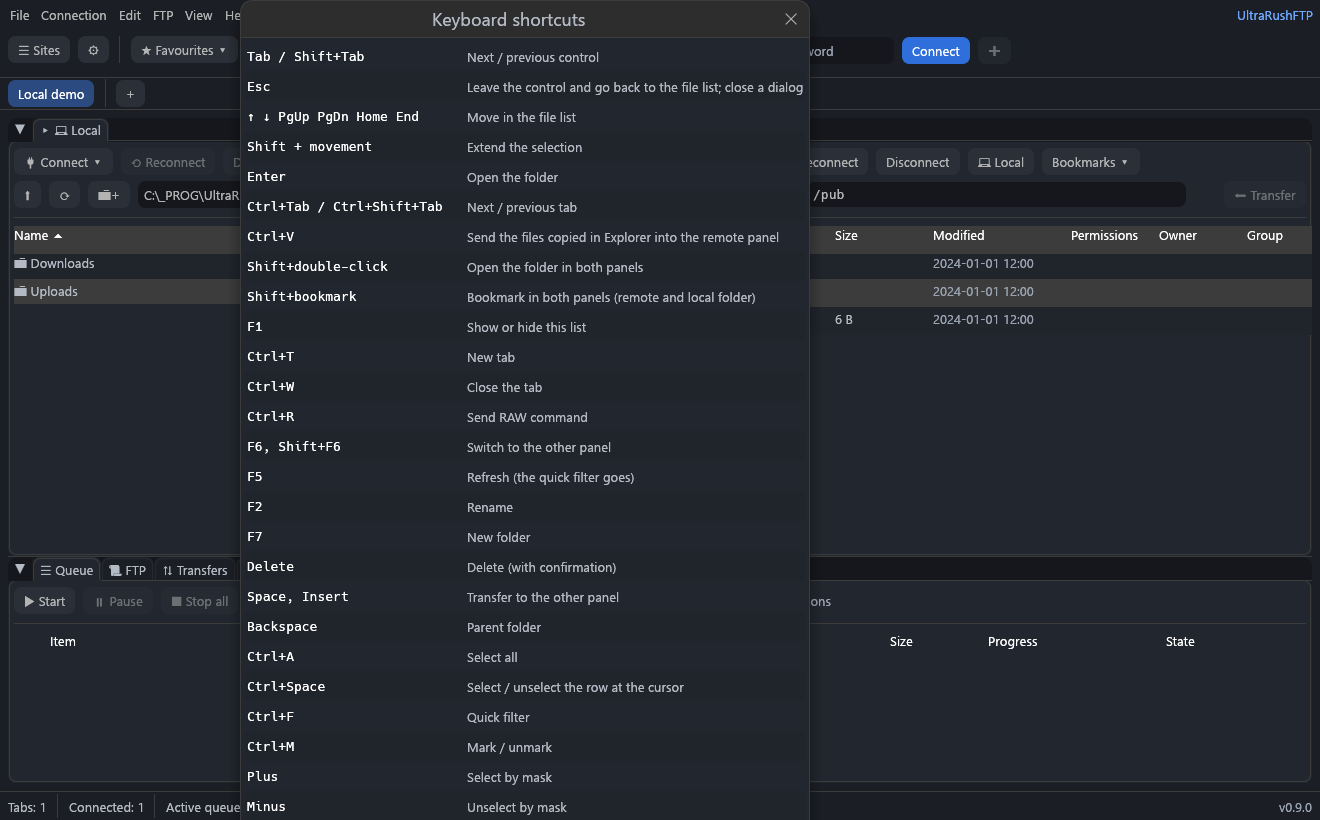 File Connection Edit FTP View He
UltraRushFTP
Sites
Favourites
ord
Connect
Local demo
+
Local
Connect
Reconnect
D
C:\_PROG\UltraR
Name
Downloads
Uploads
Keyboard shortcuts
Tab / Shift+Tab Next / previous control
Esc Leave the control and go back to the file list; close a dialog
↑ ↓ PgUp PgDn Home End Move in the file list
Shift + movement Extend the selection
Enter Open the folder
Ctrl+Tab / Ctrl+Shift+Tab Next / previous tab
Ctrl+V Send the files copied in Explorer into the remote panel
Shift+double-click Open the folder in both panels
Shift+bookmark Bookmark in both panels (remote and local folder)
F1 Show or hide this list
Ctrl+T New tab
Ctrl+W Close the tab
Ctrl+R Send RAW command
F6, Shift+F6 Switch to the other panel
F5 Refresh (the quick filter goes)
F2 Rename
F7 New folder
Delete Delete (with confirmation)
Space, Insert Transfer to the other panel
Backspace Parent folder
Ctrl+A Select all
Ctrl+Space Select / unselect the row at the cursor
Ctrl+F Quick filter
Ctrl+M Mark / unmark
Plus Select by mask
Minus Unselect by mask
econnect Disconnect Local Bookmarks
/pub
Transfer
Size Modified Permissions Owner Group
2024-01-01 12:00
2024-01-01 12:00
6 B 2024-01-01 12:00
Queue FTP Transfers
Start Pause Stop all
ons
Item Size Progress State
Tabs: 1 Connected: 1 Active queue
v0.9.0